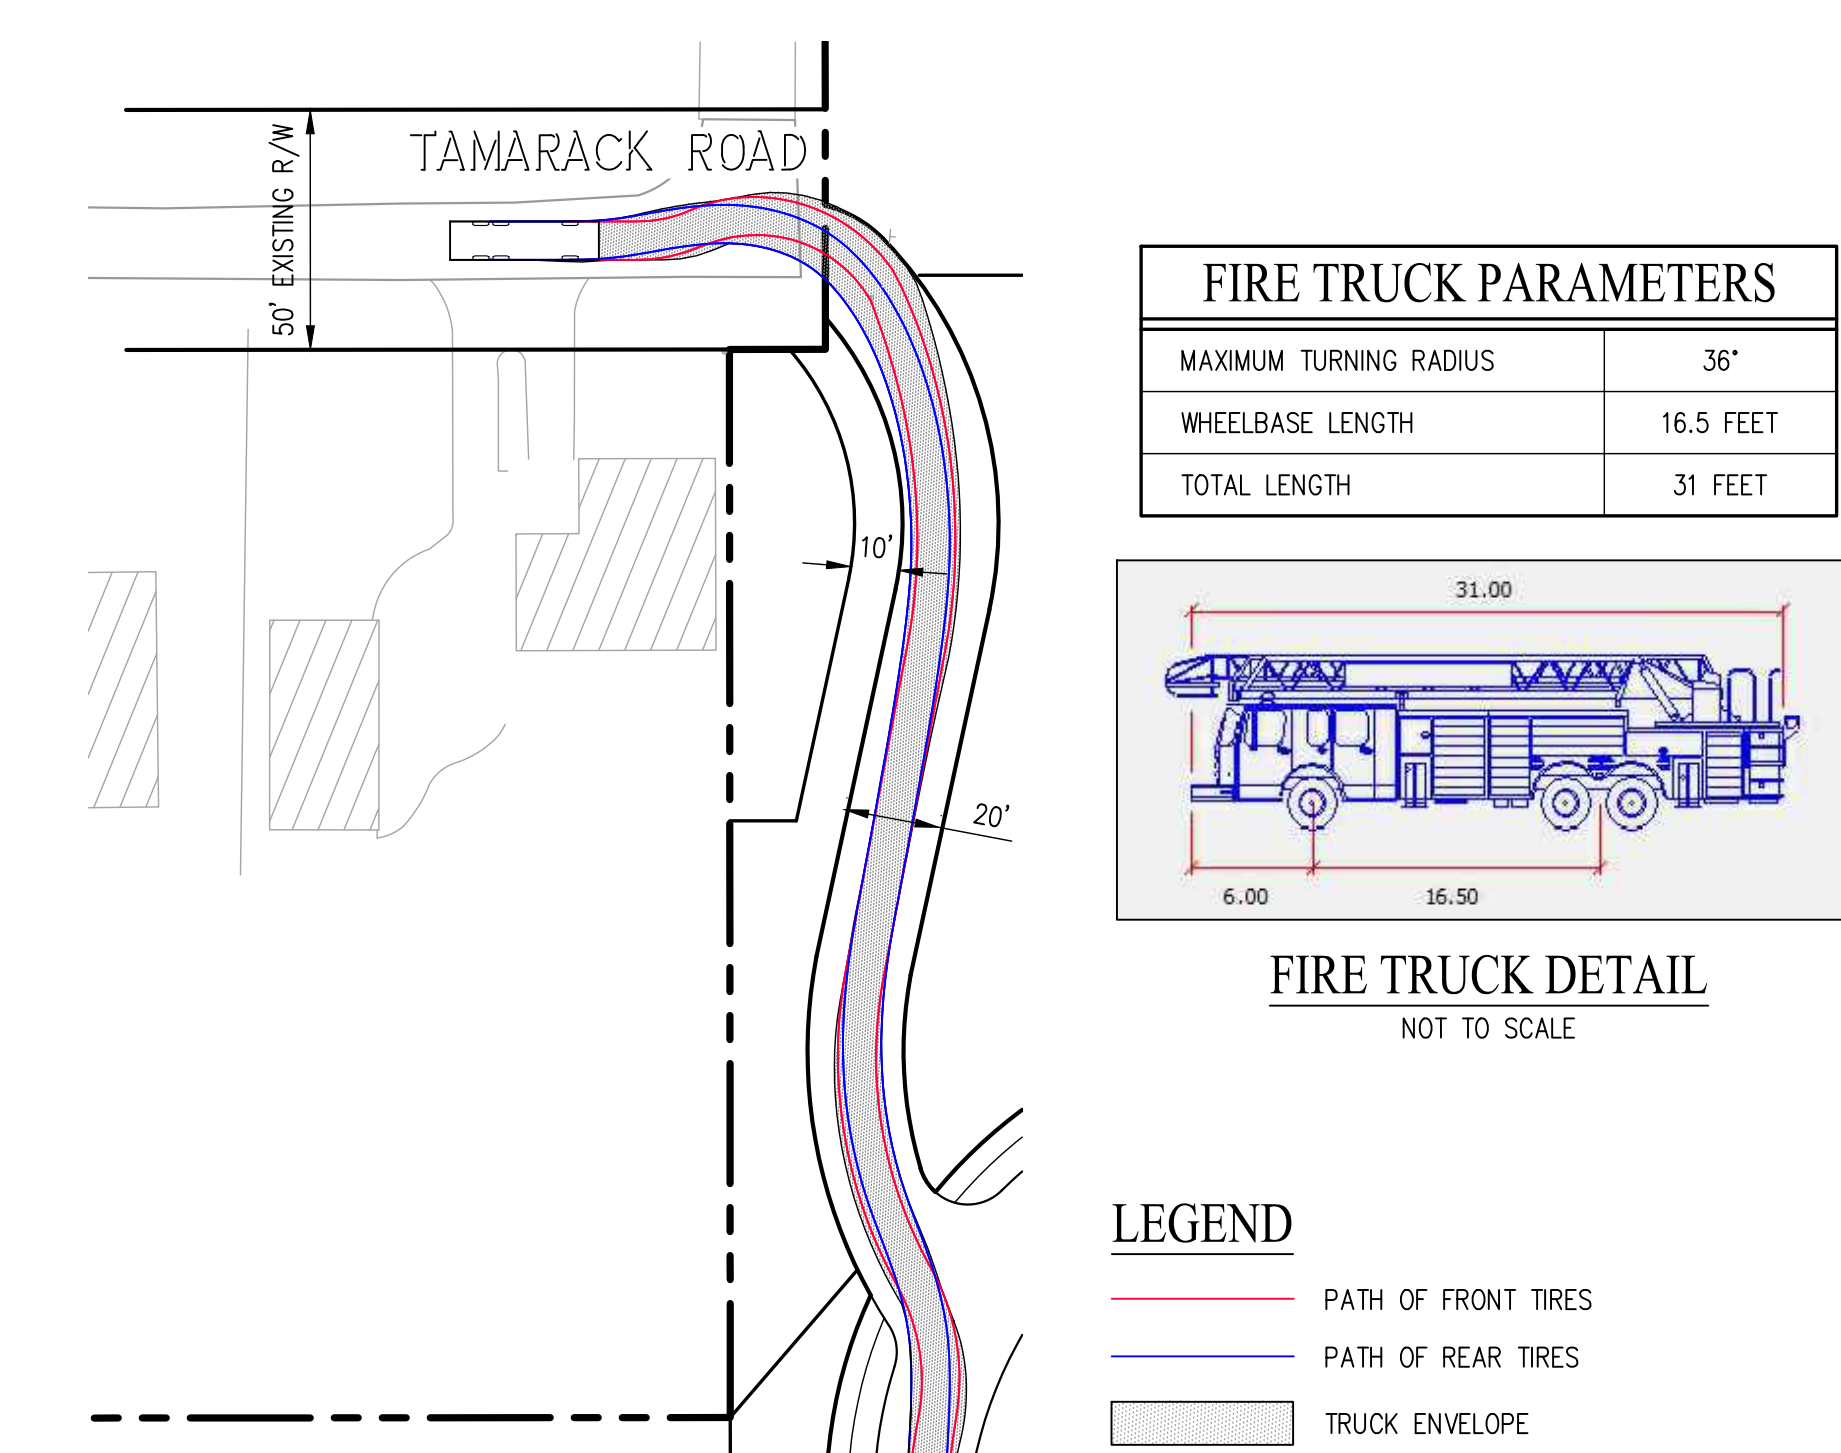 TAMARACK ROAD
50' EXISTING R/W
10'
20'
FIRE TRUCK PARAMETERS
MAXIMUM TURNING RADIUS 36°
WHEELBASE LENGTH 16.5 FEET
TOTAL LENGTH 31 FEET
31.00
6.00 16.50
FIRE TRUCK DETAIL
NOT TO SCALE
LEGEND
PATH OF FRONT TIRES
PATH OF REAR TIRES
TRUCK ENVELOPE